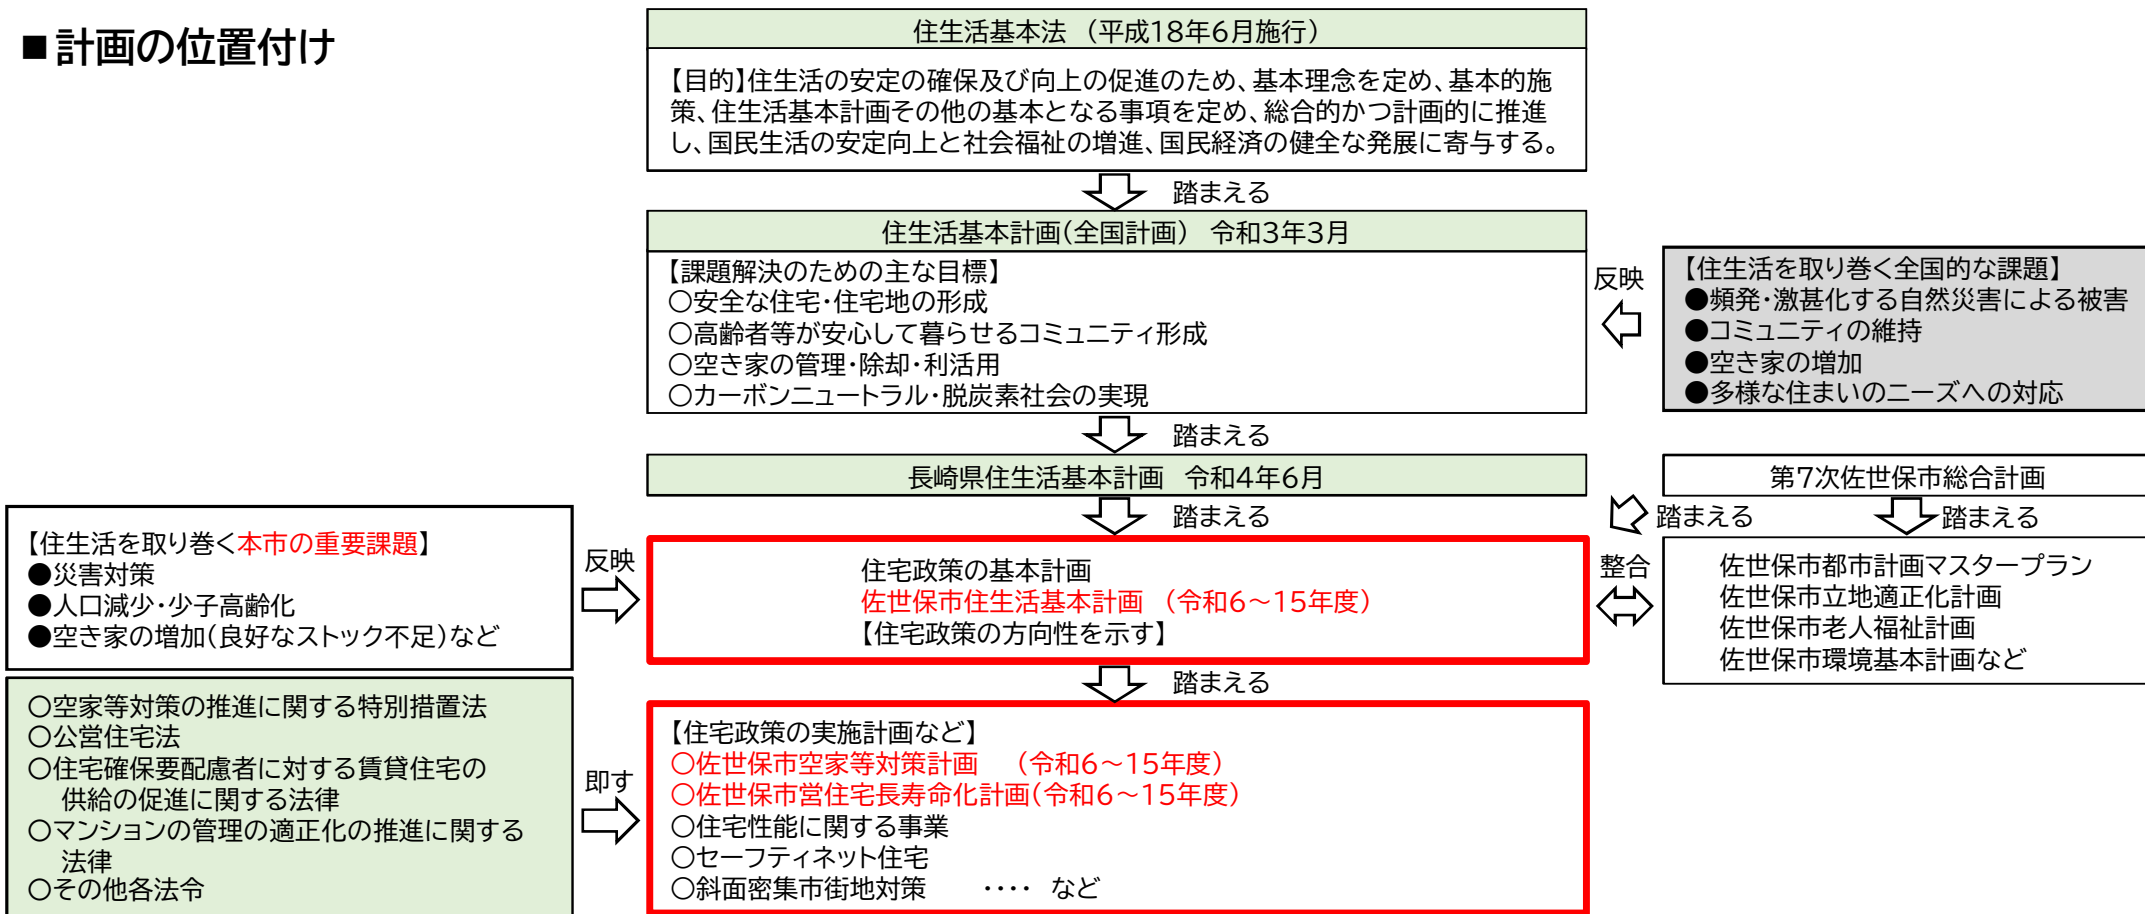 ■計画の位置付け
住生活基本法　（平成18年6月施行）
【目的】住生活の安定の確保及び向上の促進のため、基本理念を定め、基本的施
策、住生活基本計画その他の基本となる事項を定め、総合的かつ計画的に推進
し、国民生活の安定向上と社会福祉の増進、国民経済の健全な発展に寄与する。
踏まえる
住生活基本計画（全国計画）　令和3年3月
【課題解決のための主な目標】
○安全な住宅・住宅地の形成
○高齢者等が安心して暮らせるコミュニティ形成
○空き家の管理・除却・利活用
○カーボンニュートラル・脱炭素社会の実現
反映
【住生活を取り巻く全国的な課題】
●頻発・激甚化する自然災害による被害
●コミュニティの維持
●空き家の増加
●多様な住まいのニーズへの対応
踏まえる
長崎県住生活基本計画　令和4年6月
第7次佐世保市総合計画
踏まえる
踏まえる
踏まえる
【住生活を取り巻く本市の重要課題】
●災害対策
●人口減少・少子高齢化
●空き家の増加（良好なストック不足）など
反映
住宅政策の基本計画
佐世保市住生活基本計画　（令和6～15年度）
【住宅政策の方向性を示す】
整合
佐世保市都市計画マスタープラン
佐世保市立地適正化計画
佐世保市老人福祉計画
佐世保市環境基本計画など
踏まえる
○空家等対策の推進に関する特別措置法
○公営住宅法
○住宅確保要配慮者に対する賃貸住宅の
供給の促進に関する法律
○マンションの管理の適正化の推進に関する
法律
○その他各法令
即す
【住宅政策の実施計画など】
○佐世保市空家等対策計画　（令和6～15年度）
○佐世保市営住宅長寿命化計画（令和6～15年度）
○住宅性能に関する事業
○セーフティネット住宅
○斜面密集市街地対策　　・・・・　など